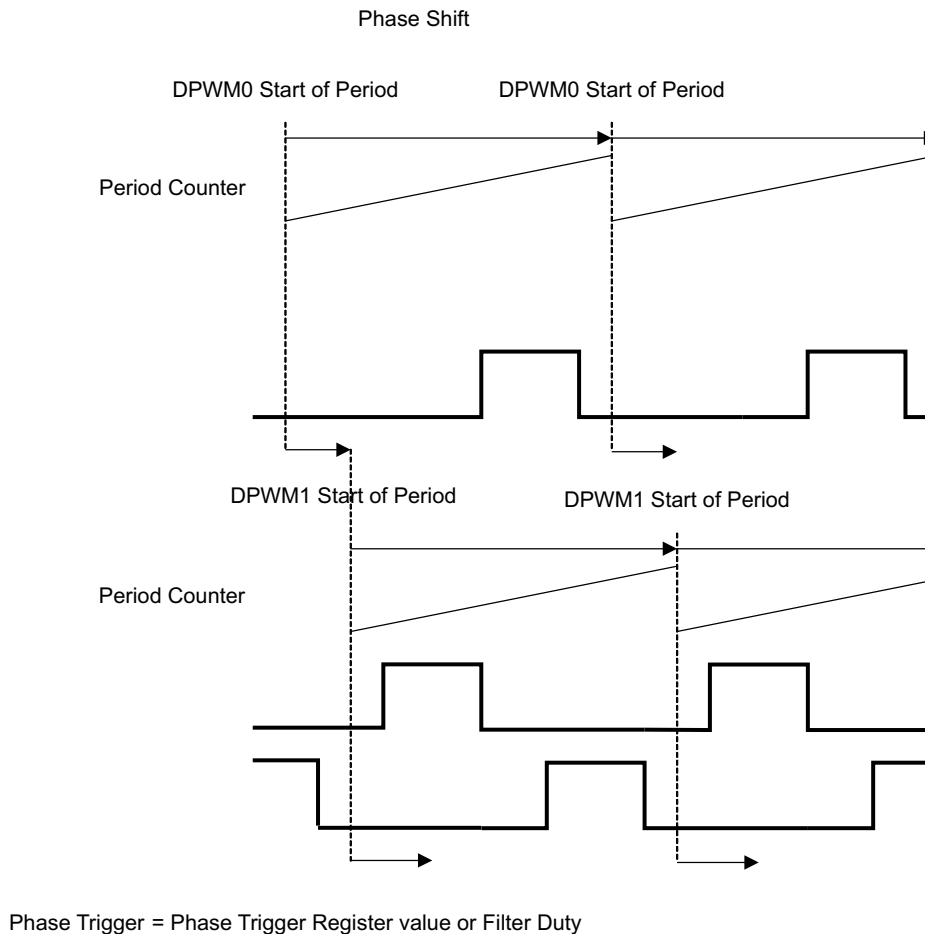 Phase Shift
DPWM0 Start of Period
DPWM0 Start of Period
Period Counter
DPWM1 Start of Period
DPWM1 Start of Period
Period Counter
Phase Trigger = Phase Trigger Register value or Filter Duty